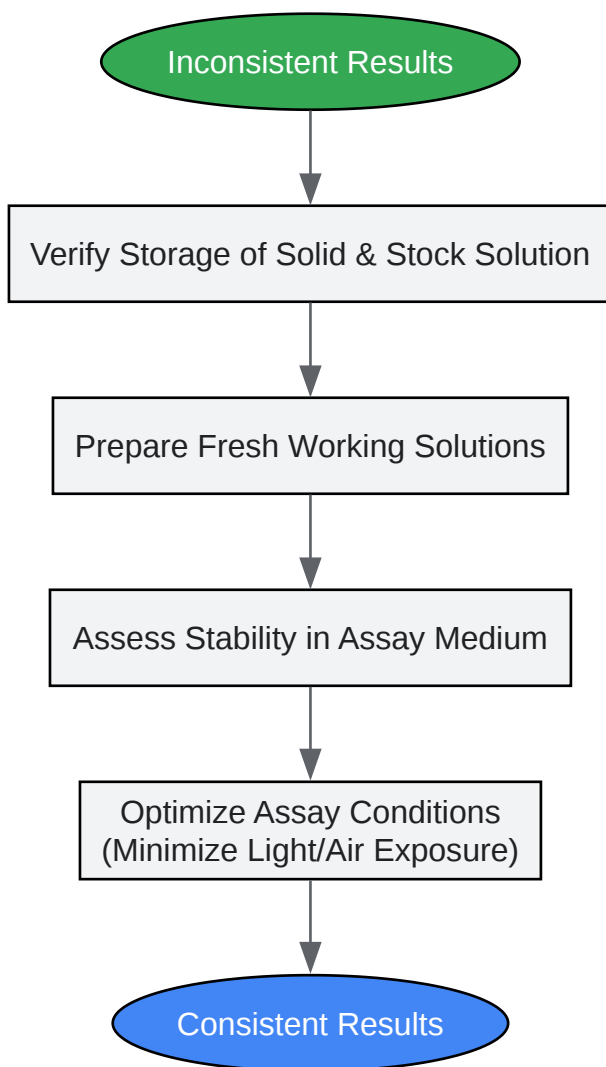 Inconsistent Results
Verify Storage of Solid & Stock Solution
Prepare Fresh Working Solutions
Assess Stability in Assay Medium
Optimize Assay Conditions
(Minimize Light/Air Exposure)
Consistent Results